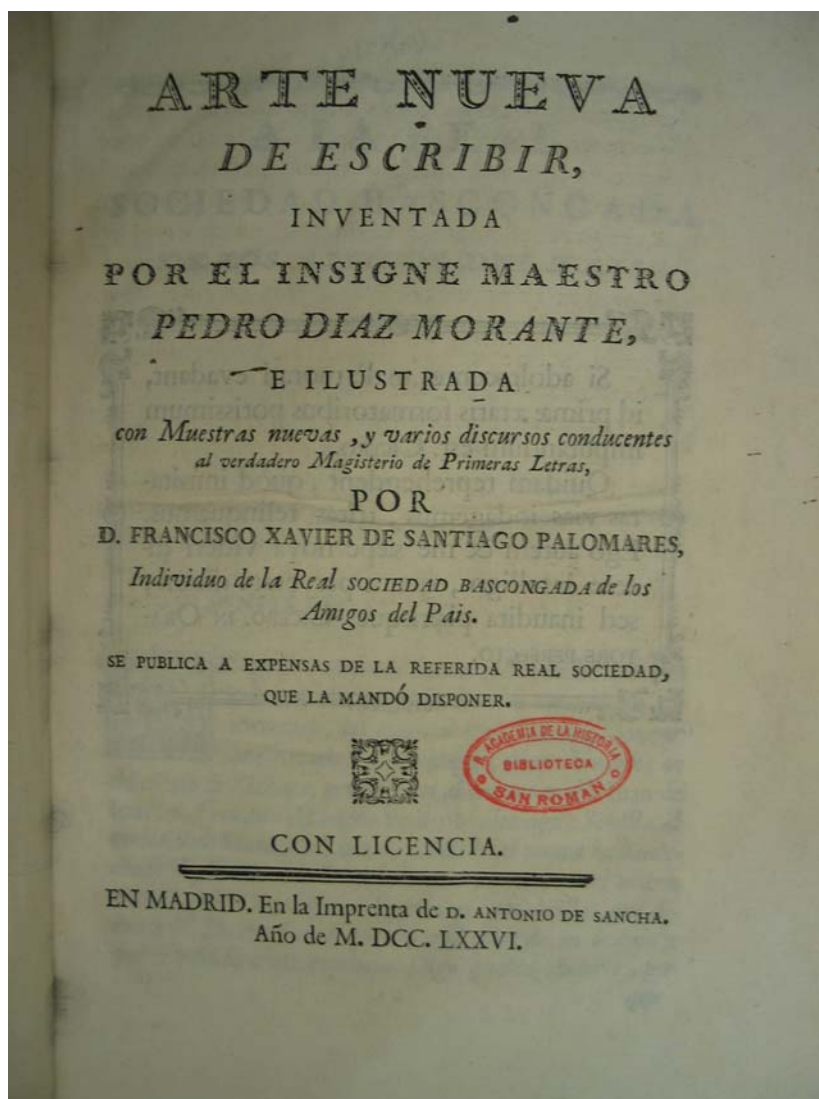 ARTE NUEVA
DE ESCRIBIR,
INVENTADA
POR EL INSIGNE MAESTRO
PEDRO DIAZ MORANTE,
E ILUSTRADA
con Muestras nuevas, y varios discursos conducentes
al verdadero Magisterio de Primeras Letras,
POR
D. FRANCISCO XAVIER DE SANTIAGO PALOMARES,
Individuo de la Real SOCIEDAD BASCONGADA de los
Amigos del Pais.
SE PUBLICA A EXPENSAS DE LA REFERIDA REAL SOCIEDAD,
QUE LA MANDÓ DISPONER.
R. ACADEMIA DE LA HISTORIA
BIBLIOTECA
SAN ROMAN
CON LICENCIA.
EN MADRID. En la Imprenta de D. ANTONIO DE SANCHA.
Año de M. DCC. LXXVI.